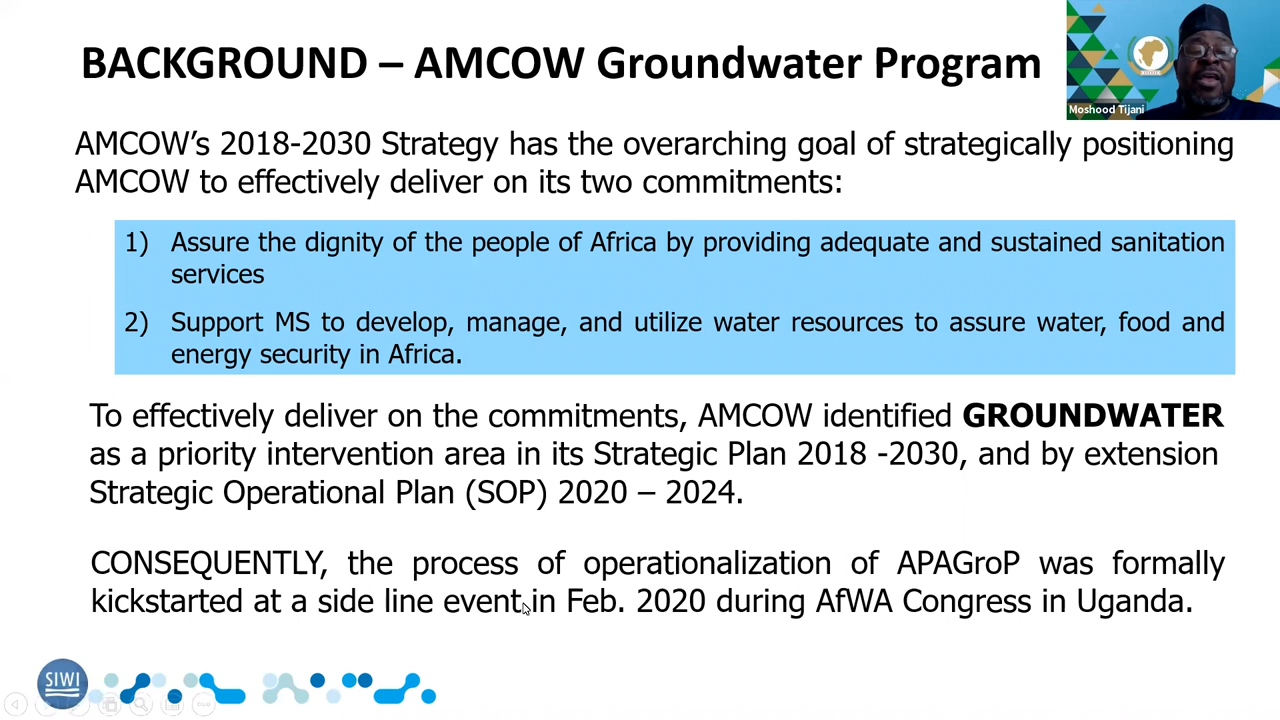 BACKGROUND – AMCOW Groundwater Program
Moshood Tijani
AMCOW’s 2018-2030 Strategy has the overarching goal of strategically positioning
AMCOW to effectively deliver on its two commitments:
1) Assure the dignity of the people of Africa by providing adequate and sustained sanitation
services
2) Support MS to develop, manage, and utilize water resources to assure water, food and
energy security in Africa.
To effectively deliver on the commitments, AMCOW identified GROUNDWATER
as a priority intervention area in its Strategic Plan 2018 -2030, and by extension
Strategic Operational Plan (SOP) 2020 – 2024.
CONSEQUENTLY, the process of operationalization of APAGroP was formally
kickstarted at a side line event in Feb. 2020 during AfWA Congress in Uganda.
SIWI